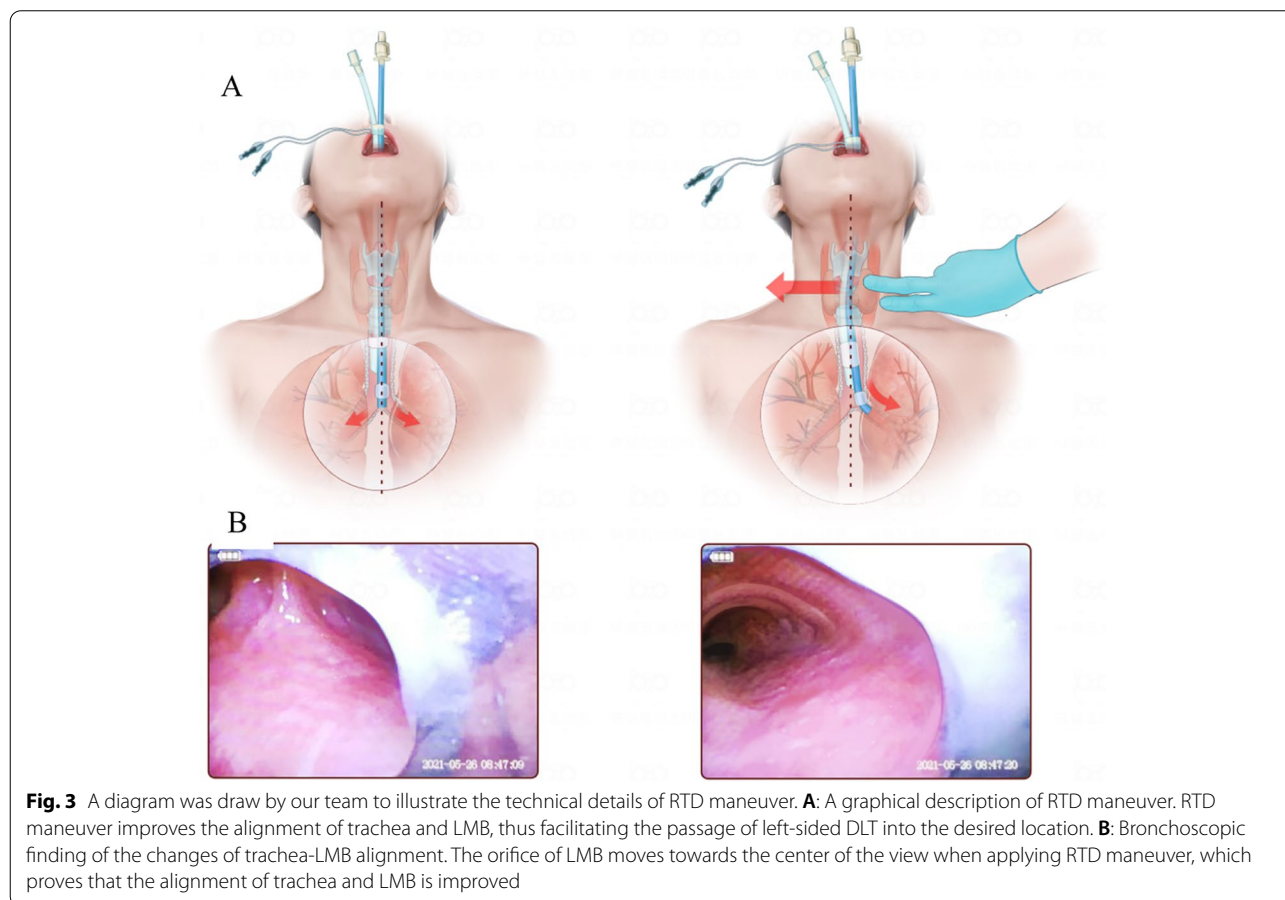 A
B
2021-05-26 08:47:09
2021-05-26 08:47:20
Fig. 3 A diagram was draw by our team to illustrate the technical details of RTD maneuver. A: A graphical description of RTD maneuver. RTD
maneuver improves the alignment of trachea and LMB, thus facilitating the passage of left-sided DLT into the desired location. B: Bronchoscopic
finding of the changes of trachea-LMB alignment. The orifice of LMB moves towards the center of the view when applying RTD maneuver, which
proves that the alignment of trachea and LMB is improved